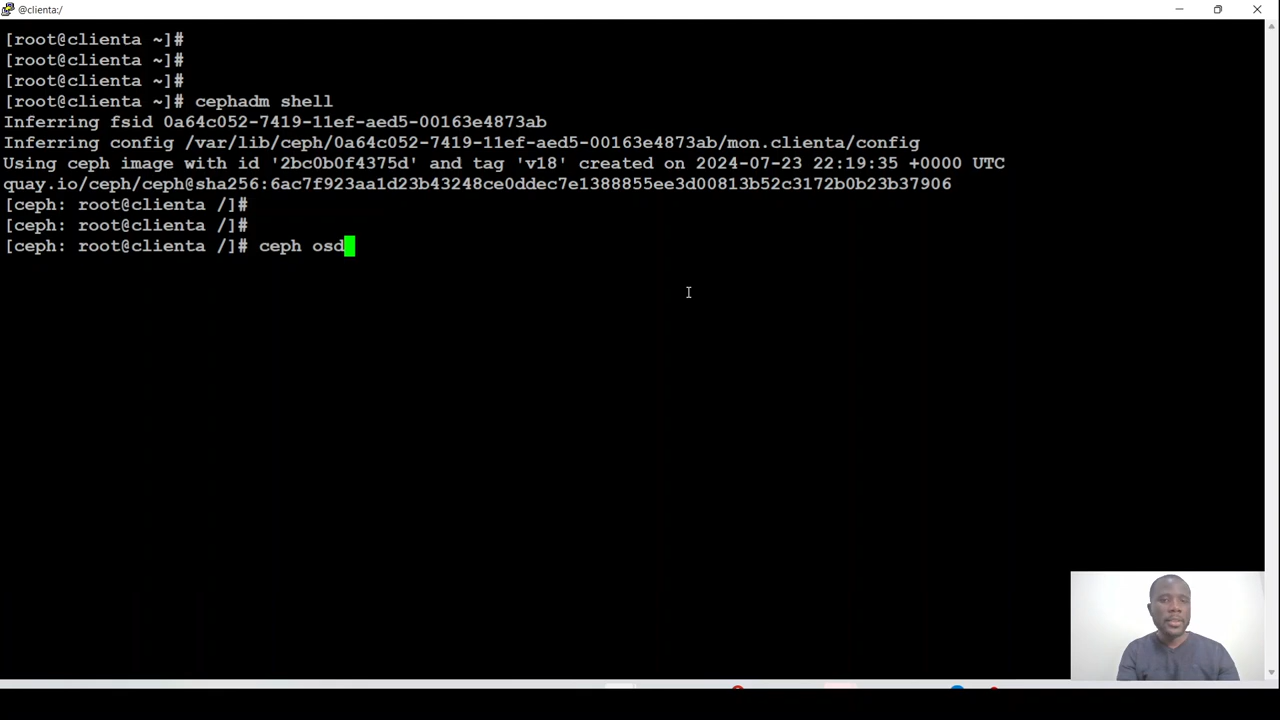 @clienta:/
[root@clienta ~]#
[root@clienta ~]#
[root@clienta ~]#
[root@clienta ~]# cephadm shell
Inferring fsid 0a64c052-7419-11ef-aed5-00163e4873ab
Inferring config /var/lib/ceph/0a64c052-7419-11ef-aed5-00163e4873ab/mon.clienta/config
Using ceph image with id '2bc0b0f4375d' and tag 'v18' created on 2024-07-23 22:19:35 +0000 UTC
quay.io/ceph/ceph@sha256:6ac7f923aa1d23b43248ce0ddec7e1388855ee3d00813b52c3172b0b23b37906
[ceph: root@clienta /]#
[ceph: root@clienta /]#
[ceph: root@clienta /]# ceph osd